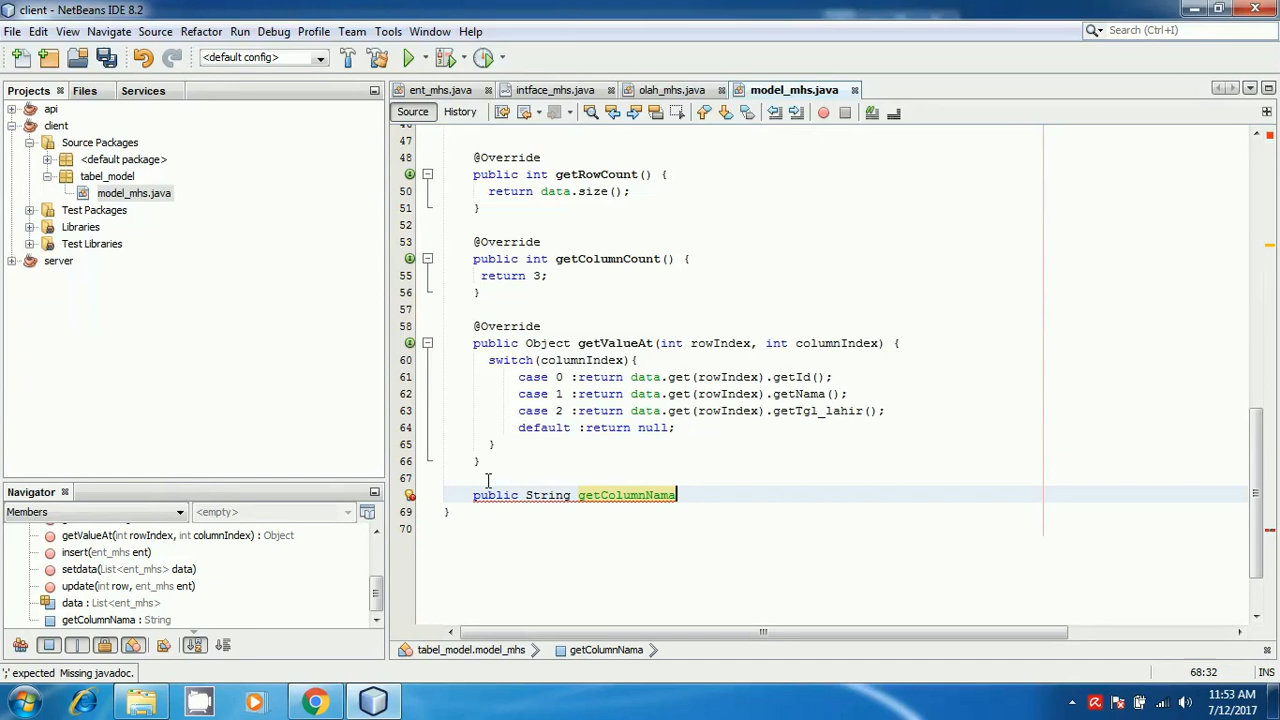 client - NetBeans IDE 8.2
File Edit View Navigate Source Refactor Run Debug Profile Team Tools Window Help
Search (Ctrl+I)
<default config>
Projects Files Services
ent_mhs.java intface_mhs.java olah_mhs.java model_mhs.java
Source History
api
client
Source Packages
<default package>
tabel_model
model_mhs.java
Test Packages
Libraries
Test Libraries
server
47
48 @Override
public int getRowCount() {
50 return data.size();
51 }
52
53 @Override
public int getColumnCount() {
55 return 3;
56 }
57
58 @Override
public Object getValueAt(int rowIndex, int columnIndex) {
60 switch(columnIndex){
61 case 0 :return data.get(rowIndex).getId();
62 case 1 :return data.get(rowIndex).getNama();
63 case 2 :return data.get(rowIndex).getTgl_lahir();
64 default :return null;
65 }
66 }
67
public String getColumnNama
69 }
70
Navigator
Members <empty>
getValueAt(int rowIndex, int columnIndex) : Object
insert(ent_mhs ent)
setdata(List<ent_mhs> data)
update(int row, ent_mhs ent)
data : List<ent_mhs>
getColumnNama : String
tabel_model.model_mhs getColumnNama
';' expected Missing javadoc.
68:32 INS
11:53 AM
7/12/2017